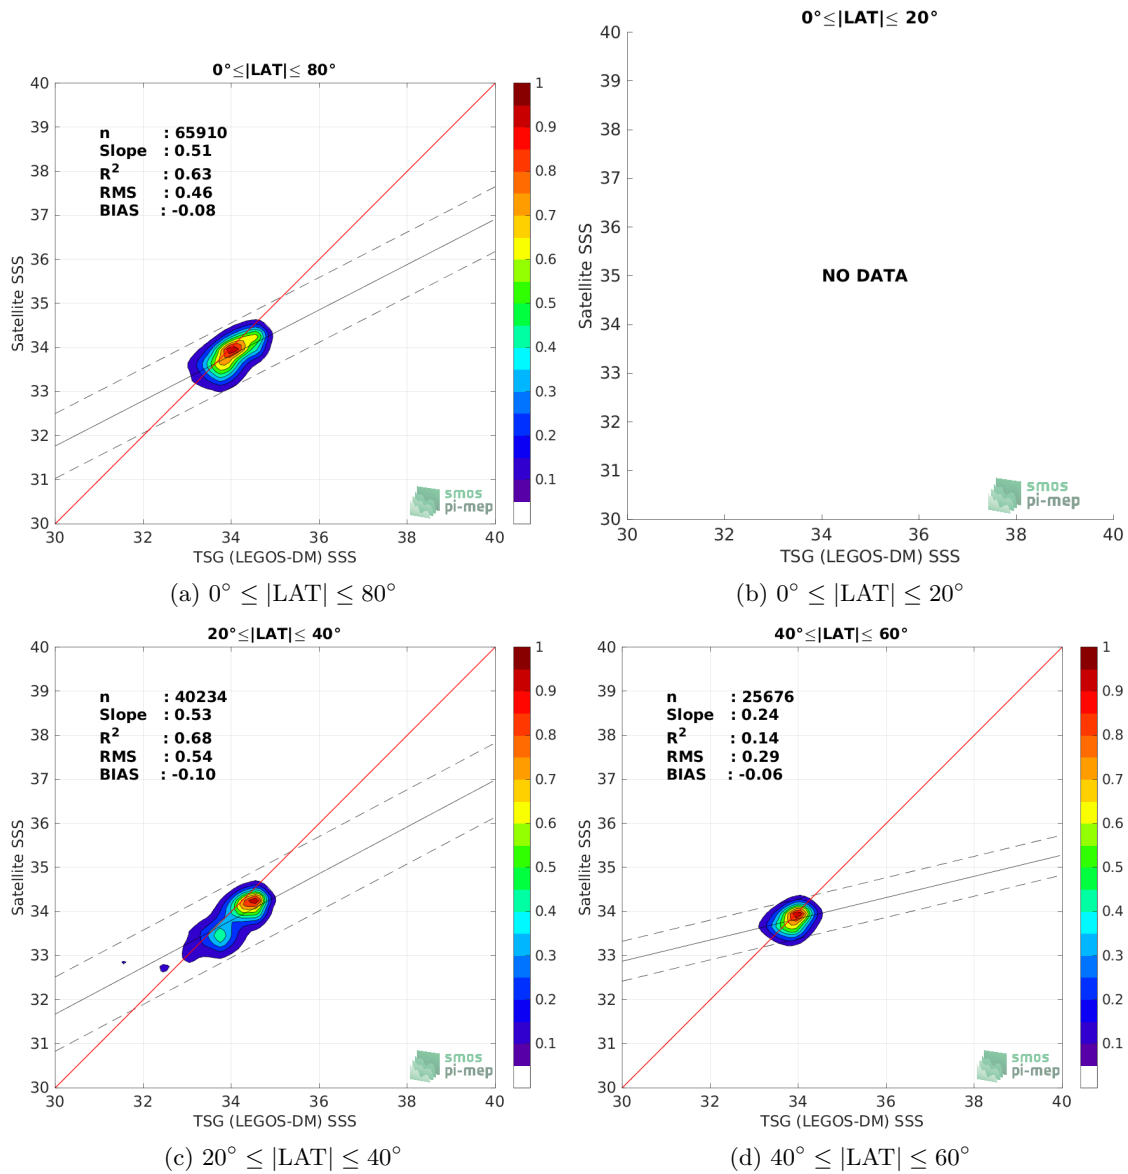 0°≤|LAT|≤ 80°
40
39
38
37
36
35
34
33
32
31
30
Satellite SSS
n : 65910
Slope : 0.51
R2 : 0.63
RMS : 0.46
BIAS : -0.08
smos
pi-mep
30 32 34 36 38 40
TSG (LEGOS-DM) SSS
1
0.9
0.8
0.7
0.6
0.5
0.4
0.3
0.2
0.1
(a) 0° ≤ |LAT| ≤ 80°
0°≤|LAT|≤ 20°
40
39
38
37
36
35
34
33
32
31
30
Satellite SSS
NO DATA
smos
pi-mep
30 32 34 36 38 40
TSG (LEGOS-DM) SSS
(b) 0° ≤ |LAT| ≤ 20°
20°≤|LAT|≤ 40°
40
39
38
37
36
35
34
33
32
31
30
Satellite SSS
n : 40234
Slope : 0.53
R2 : 0.68
RMS : 0.54
BIAS : -0.10
smos
pi-mep
30 32 34 36 38 40
TSG (LEGOS-DM) SSS
1
0.9
0.8
0.7
0.6
0.5
0.4
0.3
0.2
0.1
(c) 20° ≤ |LAT| ≤ 40°
40°≤|LAT|≤ 60°
40
39
38
37
36
35
34
33
32
31
30
Satellite SSS
n : 25676
Slope : 0.24
R2 : 0.14
RMS : 0.29
BIAS : -0.06
smos
pi-mep
30 32 34 36 38 40
TSG (LEGOS-DM) SSS
1
0.9
0.8
0.7
0.6
0.5
0.4
0.3
0.2
0.1
(d) 40° ≤ |LAT| ≤ 60°